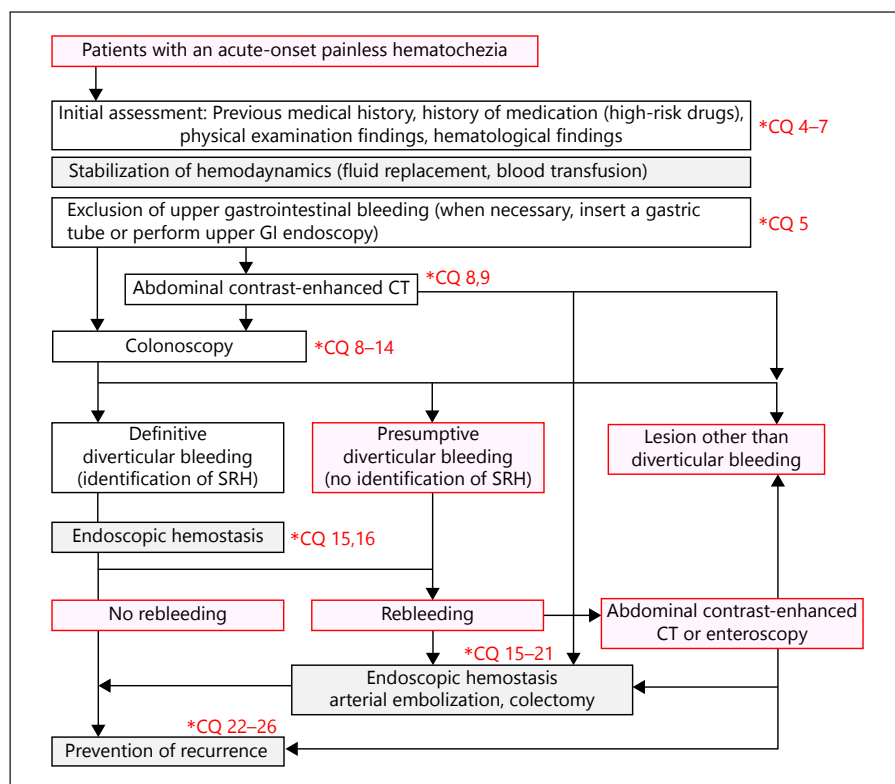 Patients with an acute-onset painless hematochezia
Initial assessment: Previous medical history, history of medication (high-risk drugs),
physical examination findings, hematological findings
*CQ 4–7
Stabilization of hemodaynamics (fluid replacement, blood transfusion)
Exclusion of upper gastrointestinal bleeding (when necessary, insert a gastric
tube or perform upper GI endoscopy)
*CQ 5
Abdominal contrast-enhanced CT
*CQ 8,9
Colonoscopy
*CQ 8–14
Definitive
diverticular bleeding
(identification of SRH)
Presumptive
diverticular bleeding
(no identification of SRH)
Lesion other than
diverticular bleeding
Endoscopic hemostasis
*CQ 15,16
No rebleeding
Rebleeding
Abdominal contrast-enhanced
CT or enteroscopy
*CQ 15–21
Endoscopic hemostasis
arterial embolization, colectomy
*CQ 22–26
Prevention of recurrence